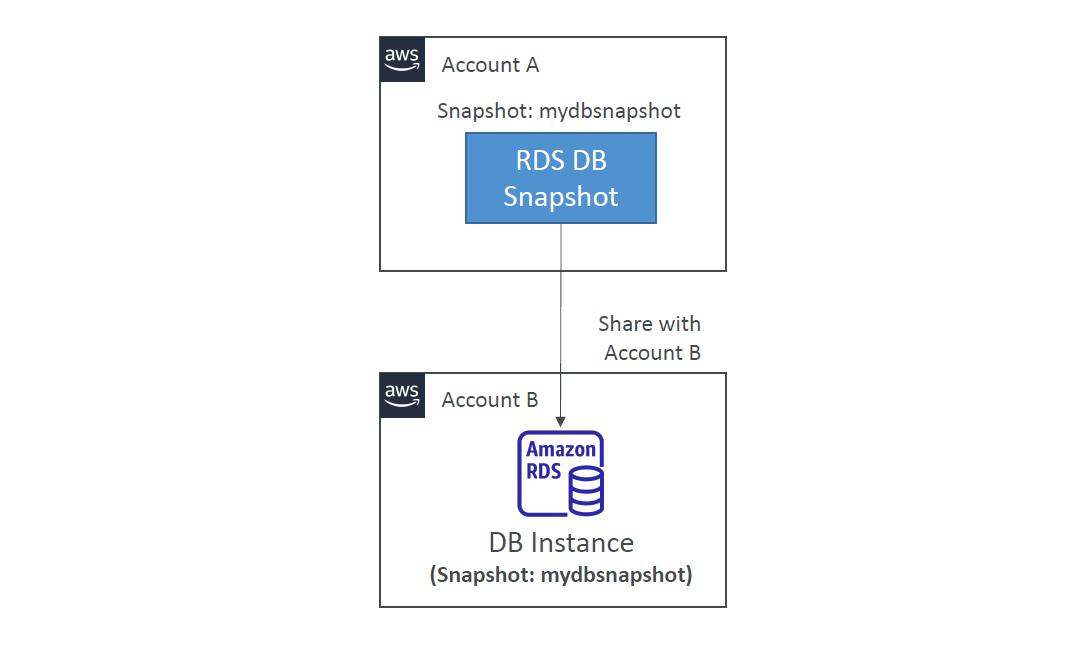 aws
Account A
Snapshot: mydbsnapshot
RDS DB
Snapshot
Share with
Account B
aws
Account B
Amazon
RDS
DB Instance
(Snapshot: mydbsnapshot)